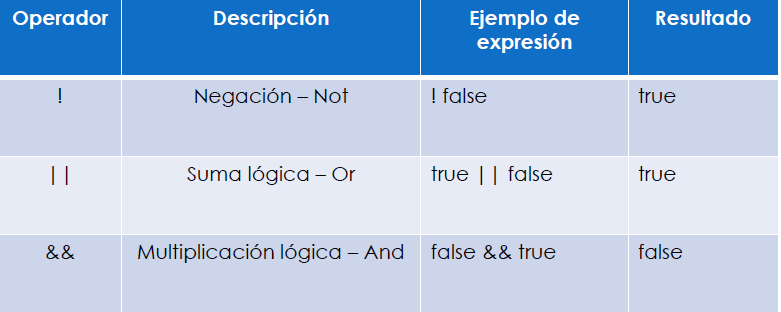 Operador Descripción Ejemplo de expresión Resultado
! Negación – Not ! false true
|| Suma lógica – Or true || false true
&& Multiplicación lógica – And false && true false